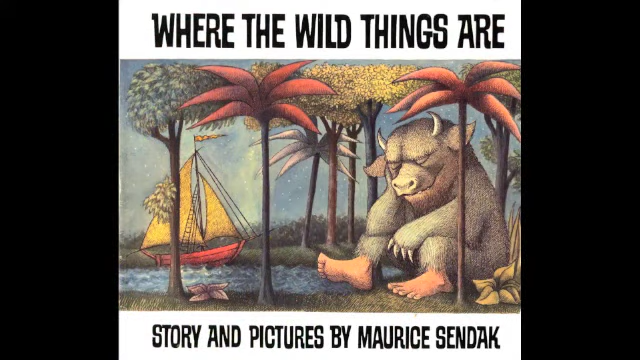 WHERE THE WILD THINGS ARE
STORY AND PICTURES BY MAURICE SENDAK